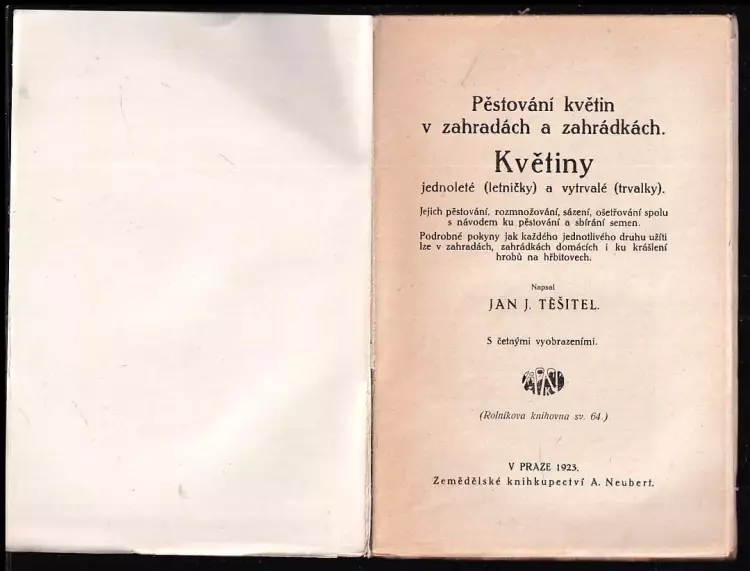 Pěstování květin
v zahradách a zahrádkách.
Květiny
jednoleté (letničky) a vytrvalé (trvalky).
Jejich pěstování, rozmnožování, sázení, ošetřování spolu
s návodem ku pěstování a sbírání semen.
Podrobné pokyny jak každého jednotlivého druhu užíti
lze v zahradách, zahrádkách domácích i ku krášlení
hrobů na hřbitovech.
Napsal
JAN J. TĚŠITEL.
S četnými vyobrazeními.
(Rolníkova knihovna sv. 64.)
V PRAZE 1923.
Zemědělské knihkupectví A. Neubert.